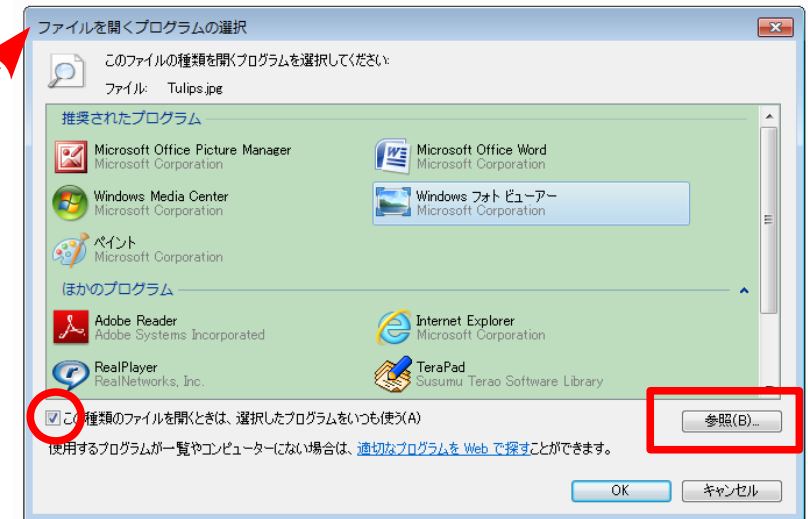 ファイルを開くプログラムの選択
このファイルの種類を開くプログラムを選択してください:
ファイル: Tulips.jpg
推奨されたプログラム
Microsoft Office Picture Manager
Microsoft Corporation
Microsoft Office Word
Microsoft Corporation
Windows Media Center
Microsoft Corporation
Windows フォト ビューアー
Microsoft Corporation
ペイント
Microsoft Corporation
ほかのプログラム
Adobe Reader
Adobe Systems Incorporated
Internet Explorer
Microsoft Corporation
RealPlayer
RealNetworks, Inc.
TeraPad
Susumu Terao Software Library
この種類のファイルを開くときは、選択したプログラムをいつも使う(A)
参照(B)...
使用するプログラムが一覧やコンピューターにない場合は、適切なプログラムを Web で探すことができます。
OK
キャンセル